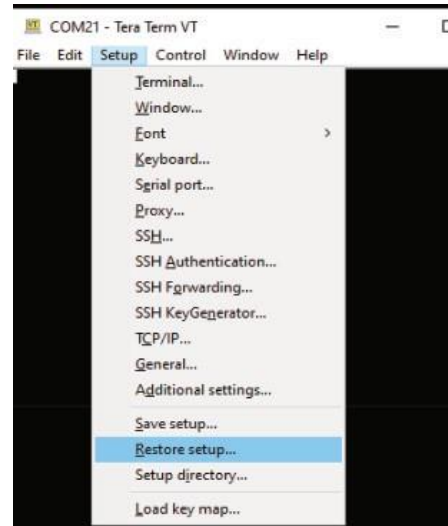 VT COM21 - Tera Term VT
File Edit Setup Control Window Help
Terminal...
Window...
Font >
Keyboard...
Serial port...
Proxy...
SSH...
SSH Authentication...
SSH Forwarding...
SSH KeyGenerator...
TCP/IP...
General...
Additional settings...
Save setup...
Restore setup...
Setup directory...
Load key map...